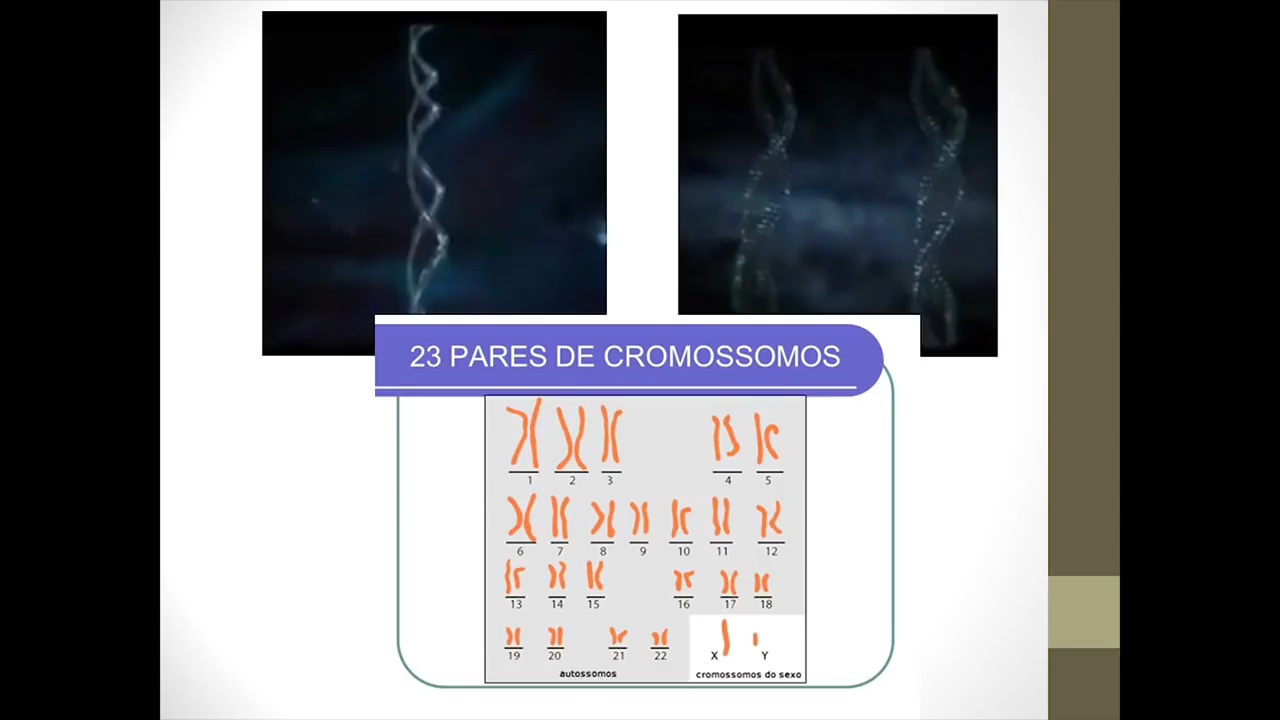 23 PARES DE CROMOSSOMOS
1 2 3 4 5
6 7 8 9 10 11 12
13 14 15 16 17 18
19 20 21 22 X Y
autossomos cromossomos do sexo